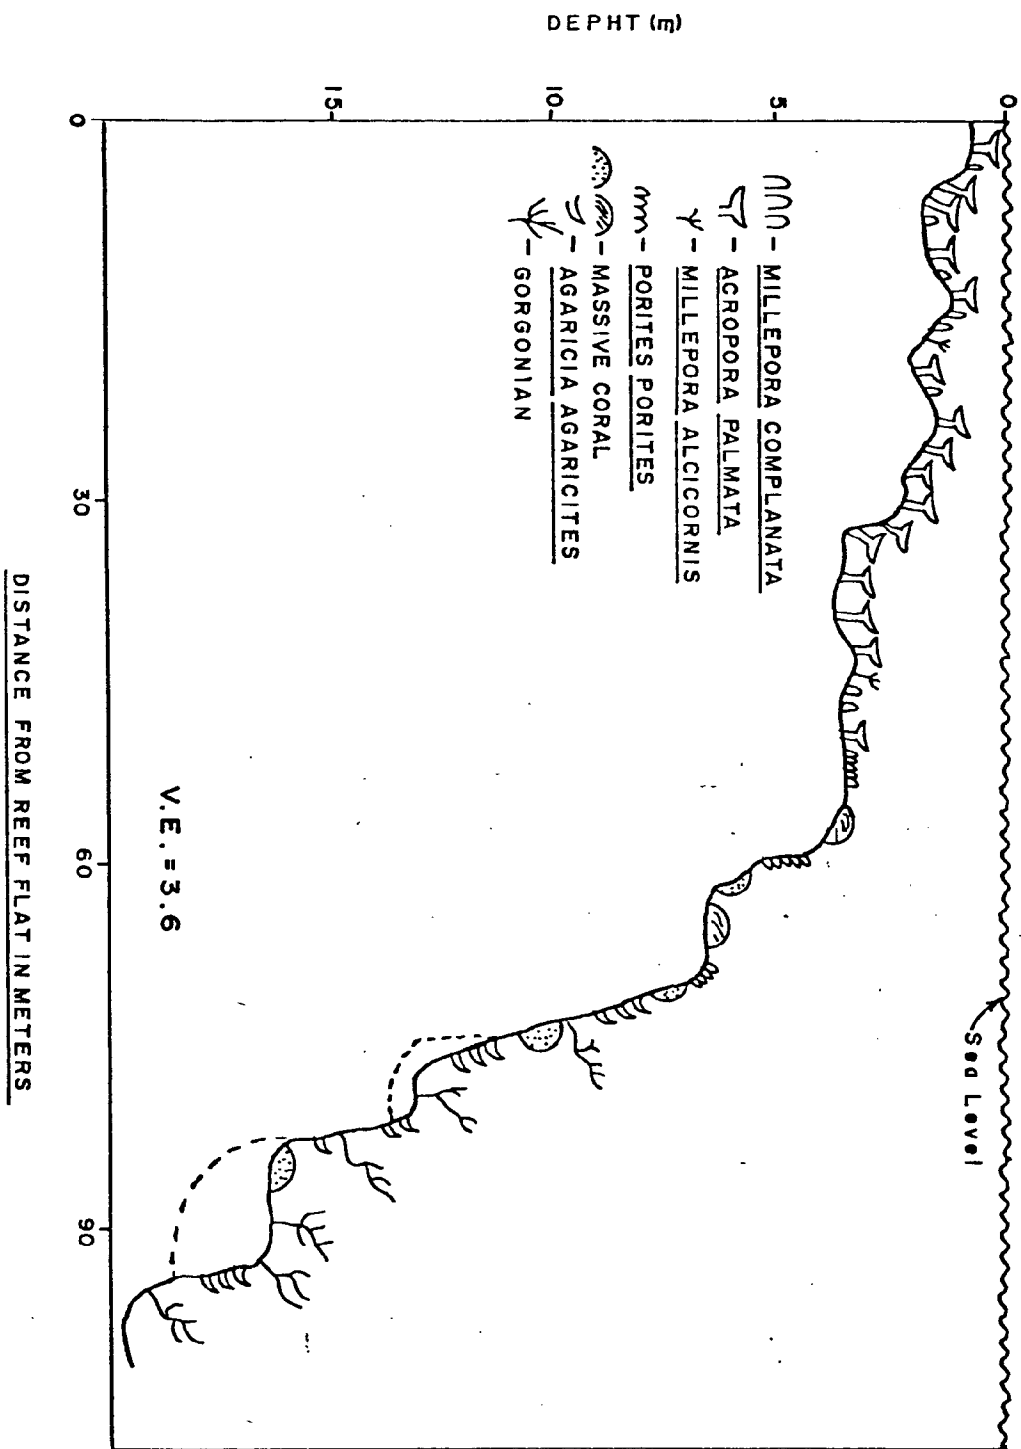 DEPHT (m)
0
5
10
15
Sea Level
MILLEPORA COMPLANATA
ACROPORA PALMATA
MILLEPORA ALCICORNIS
PORITES PORITES
MASSIVE CORAL
AGARICIA AGARICITES
GORGONIAN
V.E. = 3.6
0
30
60
90
DISTANCE FROM REEF FLAT IN METERS